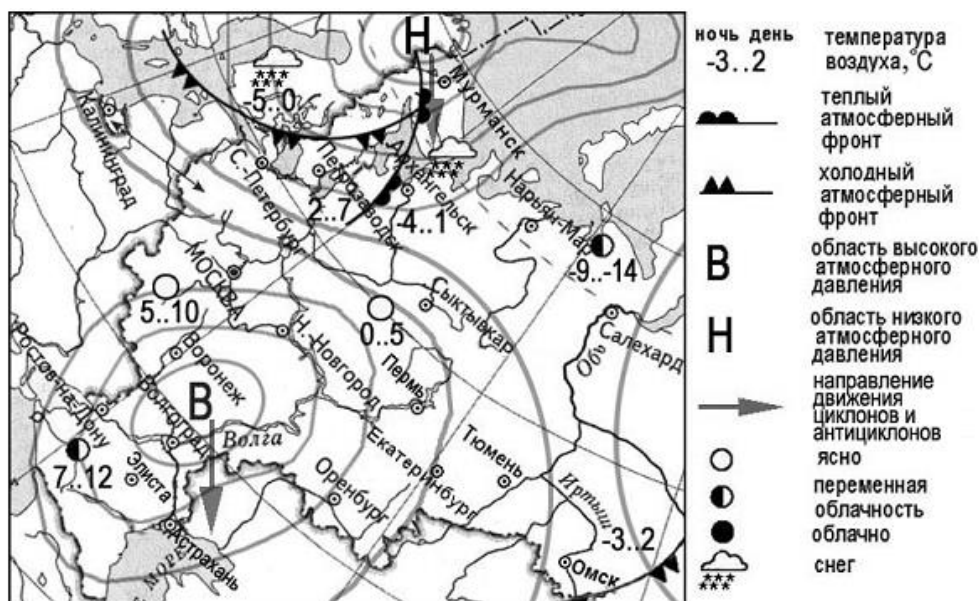 Н
-5..0
Мурманск
Калининград
С.-Петербург
Петрозаводск
Архангельск
Нарьян-Мар
2..7
-4..1
-9..-14
МОСКВА
5..10
0..5
Сыктывкар
Салехард
Обь
Н. Новгород
Пермь
Воронеж
Ростов-на-Дону
Волгоград
В
Волга
Екатеринбург
Тюмень
7..12
Элиста
Оренбург
Иртыш
-3..2
Омск
Астрахань
МОРЕ
ночь день
-3..2
температура
воздуха,°С
теплый
атмосферный
фронт
холодный
атмосферный
фронт
В
область высокого
атмосферного
давления
Н
область низкого
атмосферного
давления
направление
движения
циклонов и
антициклонов
ясно
переменная
облачность
облачно
снег